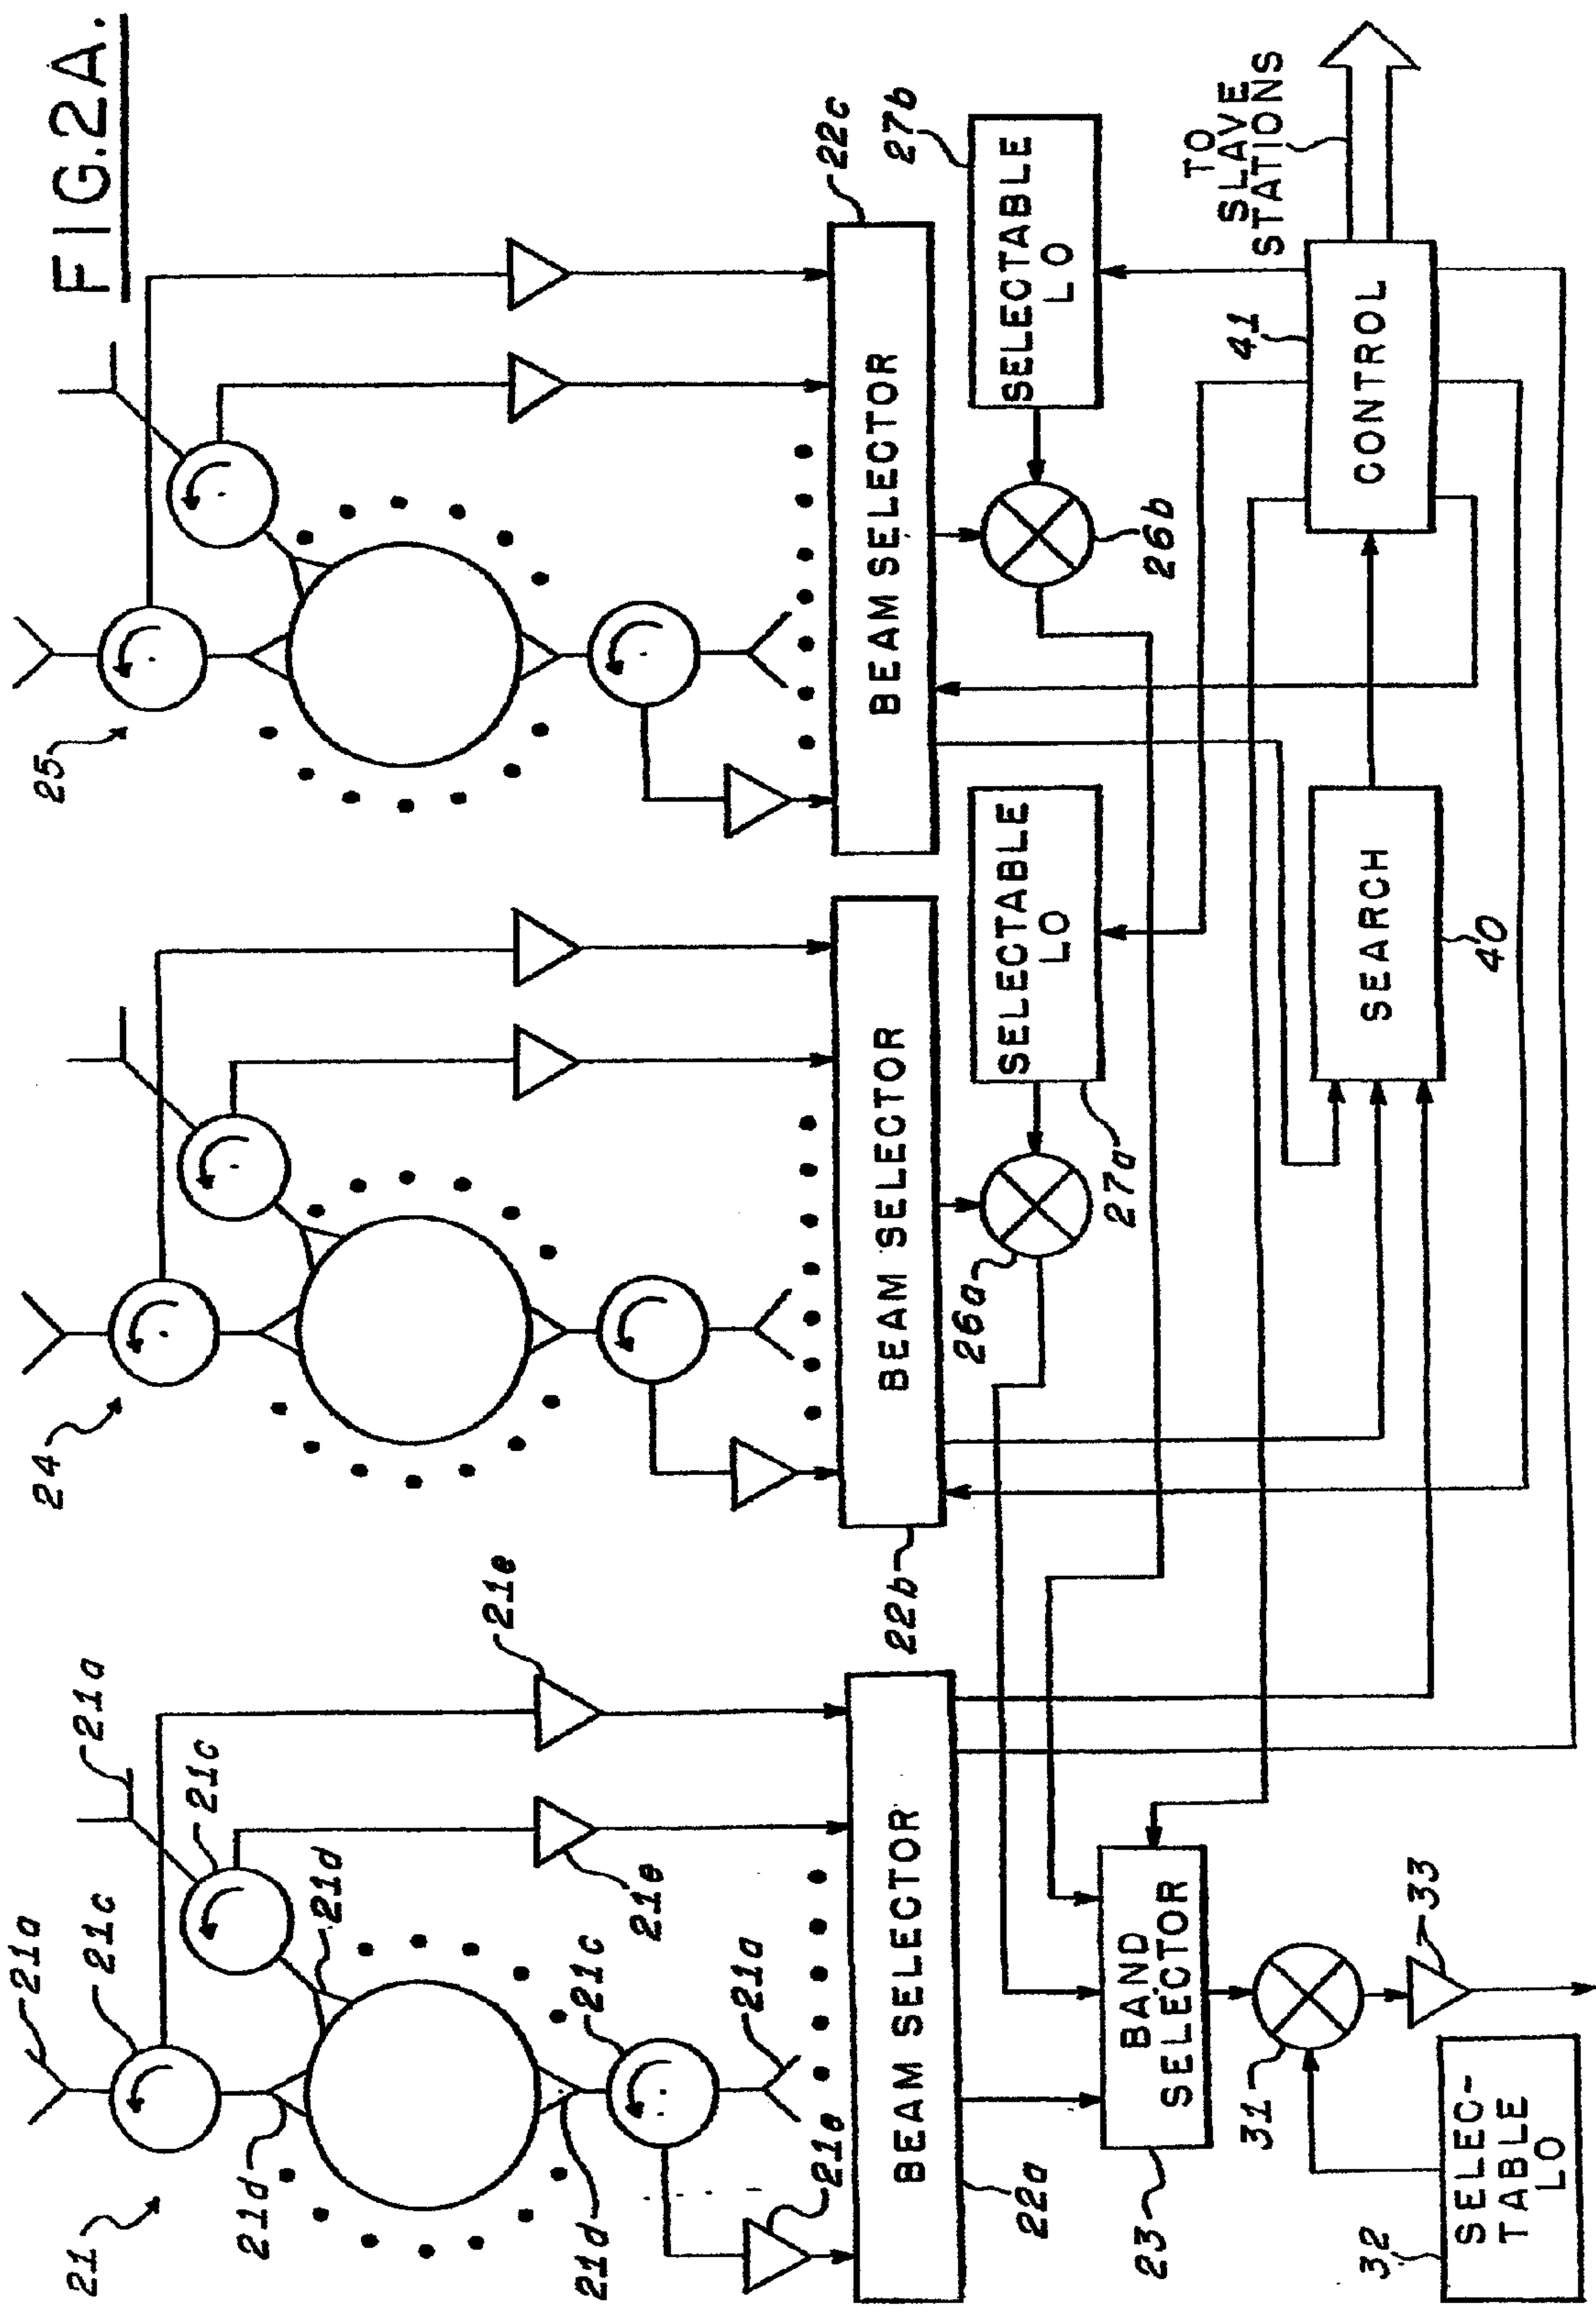 FIG.2A.
21
21a
21c
21d
21a
21c
21d
21e
21e
21c
21d
21a
21e
24
25
BEAM SELECTOR
22a
BEAM SELECTOR
22b
BEAM SELECTOR
22c
26a
SELECTABLE
LO
27a
26b
SELECTABLE
LO
27b
BAND
SELECTOR
23
31
33
SELEC-
TABLE
LO
32
SEARCH
40
CONTROL
41
TO
SLAVE
STATIONS